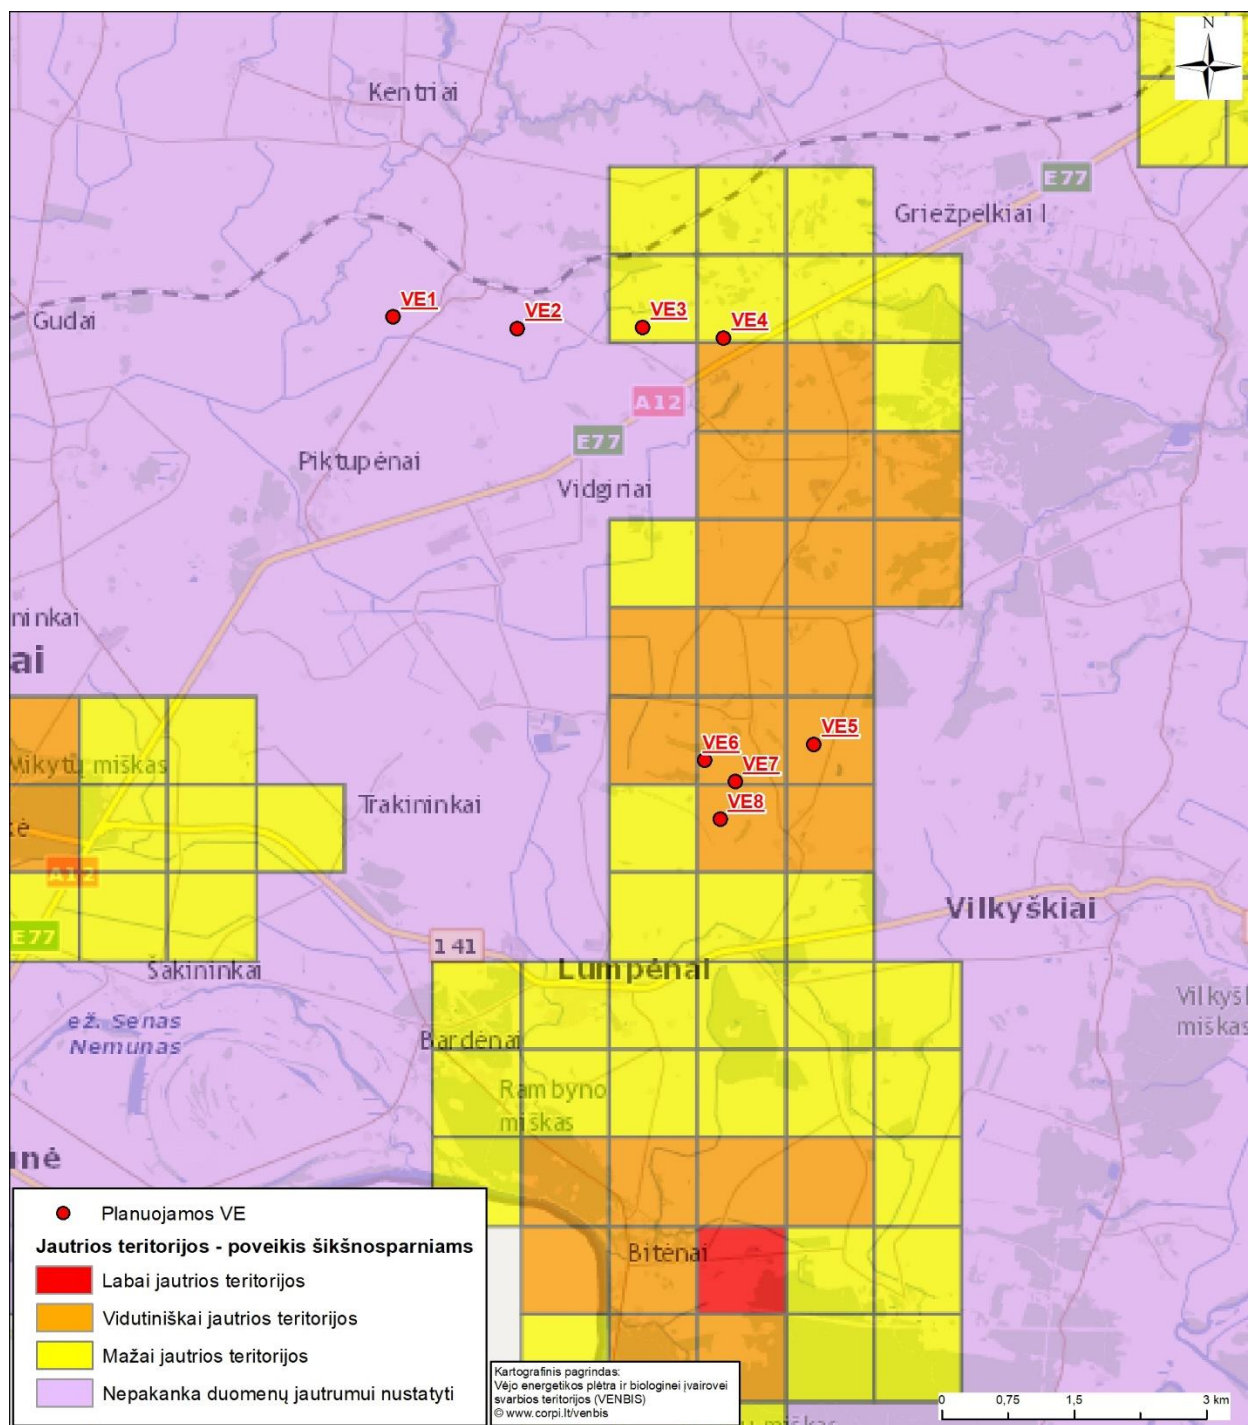 N
Kentriai
E77
Griežpelkiai I
VE1
VE2
VE3
VE4
Gudai
A12
E77
Piktupėnai
Vidgiriai
ninkai
ai
VE5
VE6
VE7
VE8
Mikytų miškas
Trakininkai
kė
A12
Vilkyškiai
E77
141
Lumpėnai
Šakininkai
Vilkyšk
miškas
ež. Senas
Nemunas
Bardėnai
Rambyno
miškas
unė
Bitėnai
Planuojamos VE
Jautrios teritorijos - poveikis šikšnosparniams
Labai jautrios teritorijos
Vidutiniškai jautrios teritorijos
Mažai jautrios teritorijos
Nepakanka duomenų jautrumui nustatyti
Kartografinis pagrindas:
Vėjo energetikos plėtra ir biologinei įvairovei
svarbios teritorijos (VENBIS)
© www.corpi.lt/venbis
0 0,75 1,5 3 km